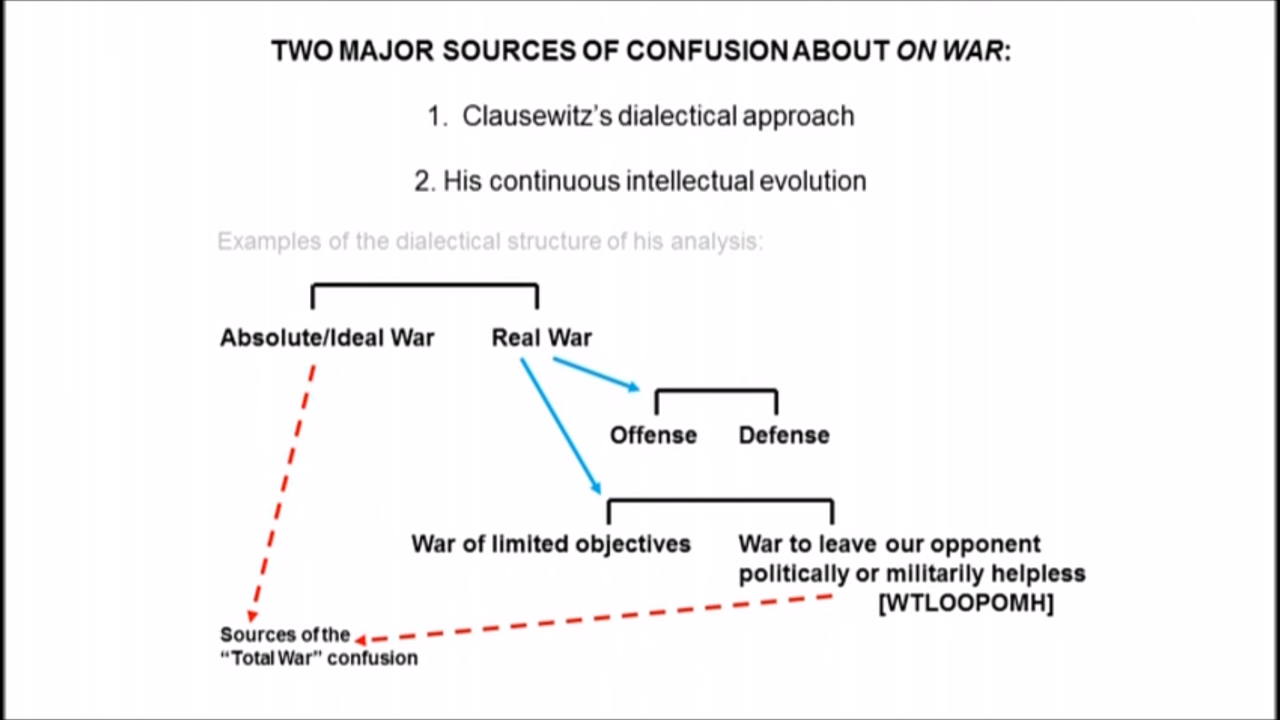 TWO MAJOR SOURCES OF CONFUSION ABOUT ON WAR:
1. Clausewitz's dialectical approach
2. His continuous intellectual evolution
Examples of the dialectical structure of his analysis:
Absolute/Ideal War
Real War
Offense
Defense
War of limited objectives
War to leave our opponent
politically or militarily helpless
[WTLOOPOMH]
Sources of the
“Total War” confusion